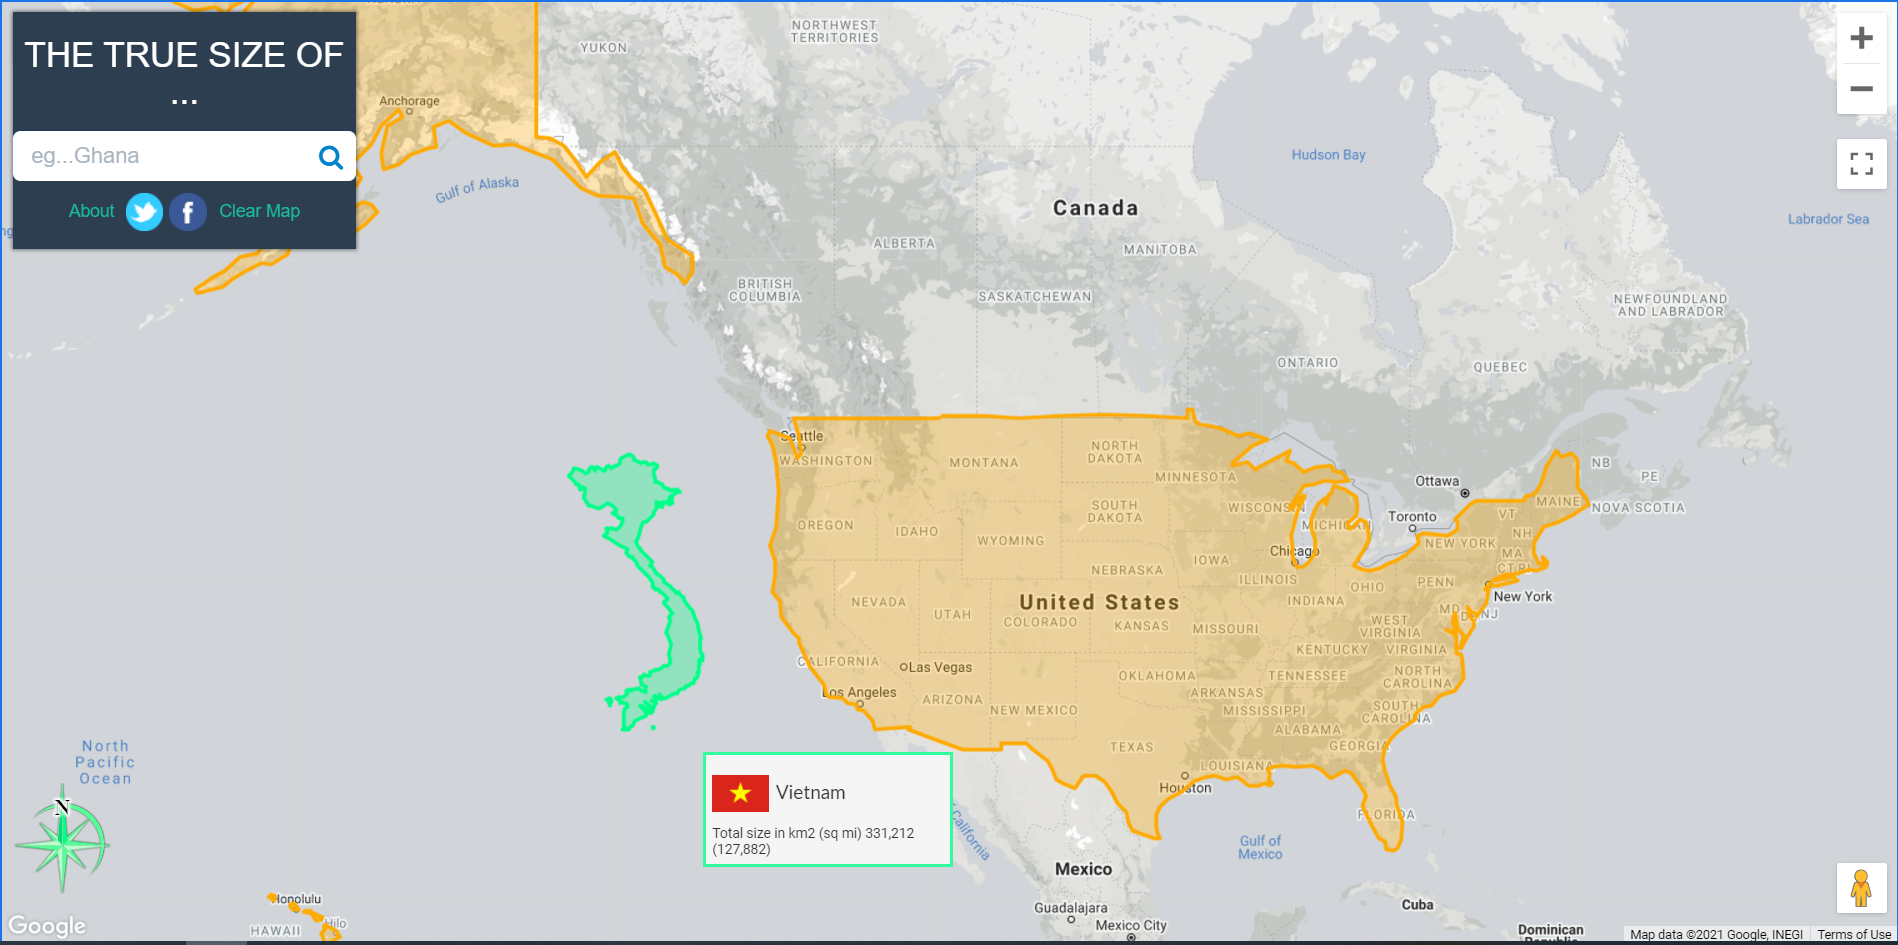 THE TRUE SIZE OF
...
eg...Ghana
About
Clear Map
NORTHWEST
TERRITORIES
YUKON
Anchorage
Gulf of Alaska
Hudson Bay
Canada
Labrador Sea
ALBERTA
MANITOBA
BRITISH
COLUMBIA
SASKATCHEWAN
NEWFOUNDLAND
AND LABRADOR
ONTARIO
QUEBEC
Seattle
WASHINGTON
MONTANA
NORTH
DAKOTA
MINNESOTA
Ottawa
NB
PE
MAINE
NOVA SCOTIA
OREGON
IDAHO
SOUTH
DAKOTA
WISCONSIN
MICHIGAN
Toronto
VT
NH
WYOMING
Chicago
NEW YORK
MA
CT RI
IOWA
NEBRASKA
ILLINOIS
OHIO
PENN
NEVADA
UTAH
United States
INDIANA
New York
MD
DE
NJ
COLORADO
KANSAS
MISSOURI
WEST
VIRGINIA
KENTUCKY
VIRGINIA
CALIFORNIA
Las Vegas
OKLAHOMA
TENNESSEE
NORTH
CAROLINA
Los Angeles
ARIZONA
NEW MEXICO
ARKANSAS
MISSISSIPPI
SOUTH
CAROLINA
ALABAMA
TEXAS
GEORGIA
LOUISIANA
Houston
FLORIDA
North
Pacific
Ocean
N
Vietnam
Total size in km2 (sq mi) 331,212
(127,882)
California
Gulf of
Mexico
Mexico
Honolulu
HAWAII
Hilo
Guadalajara
Mexico City
Cuba
Dominican
Republic
Google
Map data ©2021 Google, INEGI
Terms of Use